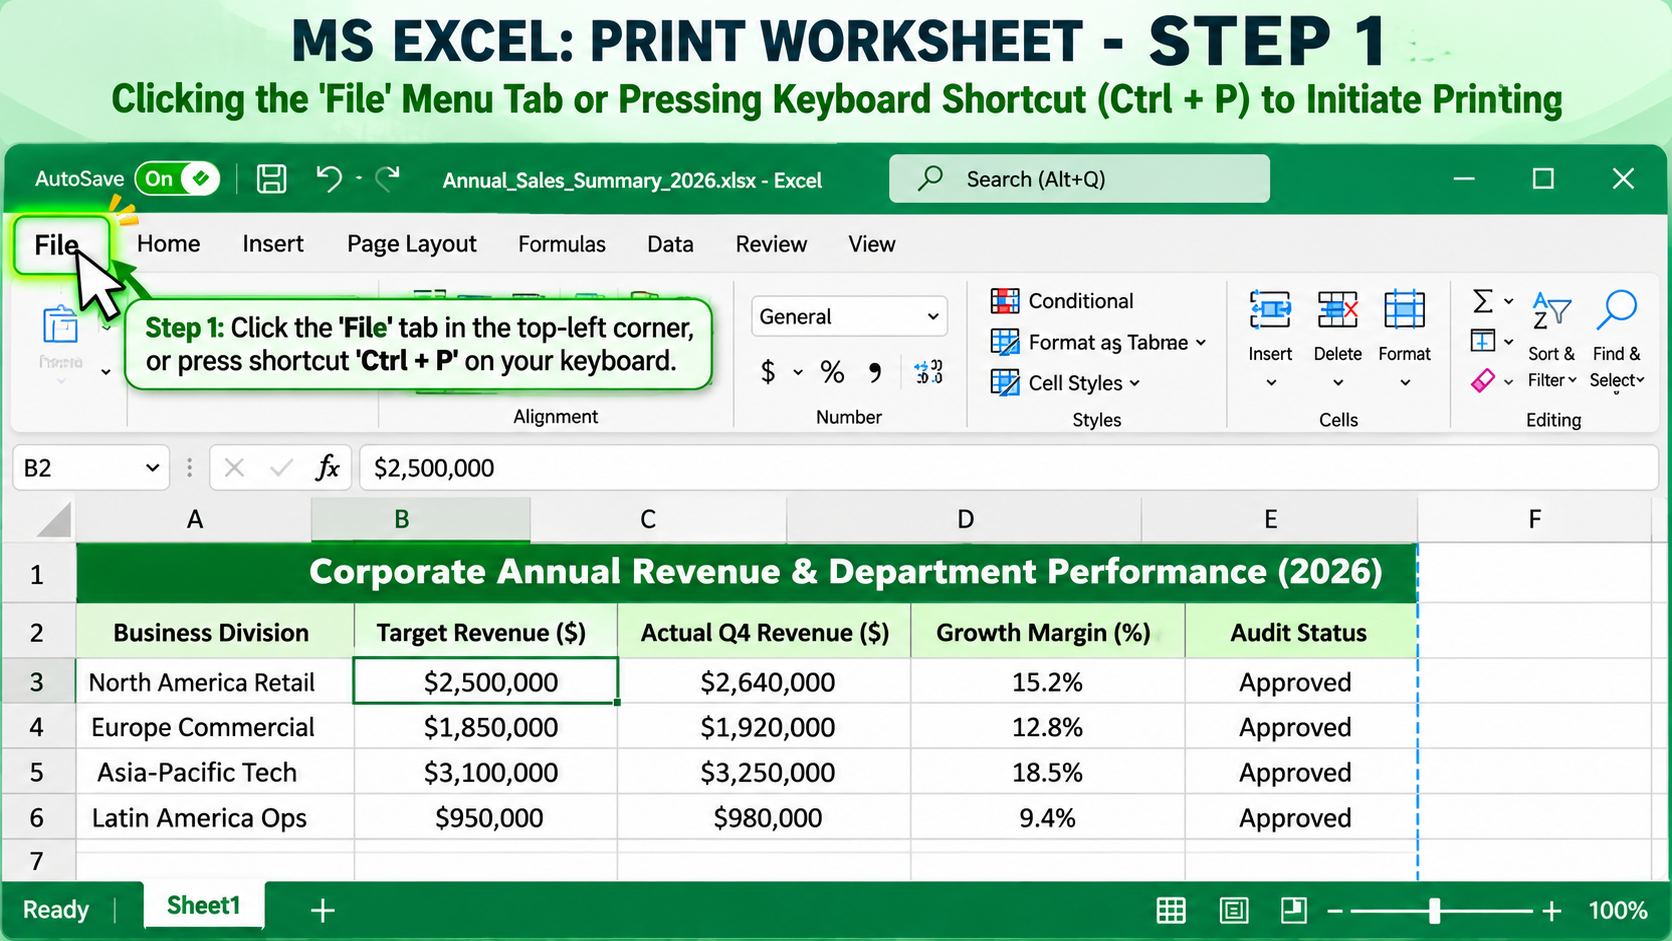 MS EXCEL: PRINT WORKSHEET - STEP 1
Clicking the 'File' Menu Tab or Pressing Keyboard Shortcut (Ctrl + P) to Initiate Printing
AutoSave On Annual_Sales_Summary_2026.xlsx - Excel Search (Alt+Q)
File Home Insert Page Layout Formulas Data Review View
Step 1: Click the 'File' tab in the top-left corner,
or press shortcut 'Ctrl + P' on your keyboard.
General
$ % , 
Alignment
Number
Conditional
Format as Tabme
Cell Styles
Styles
Insert Delete Format
Cells
Σ
Sort & Filter
Find & Select
Editing
B2 fx $2,500,000
A B C D E F
1 Corporate Annual Revenue & Department Performance (2026)
2 Business Division Target Revenue ($) Actual Q4 Revenue ($) Growth Margin (%) Audit Status
3 North America Retail $2,500,000 $2,640,000 15.2% Approved
4 Europe Commercial $1,850,000 $1,920,000 12.8% Approved
5 Asia-Pacific Tech $3,100,000 $3,250,000 18.5% Approved
6 Latin America Ops $950,000 $980,000 9.4% Approved
7
Ready Sheet1 + − + 100%